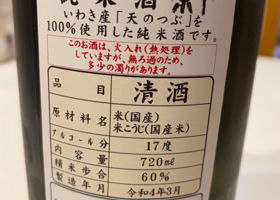 純米酒
いわき産「天のつぶ」を
100%使用した純米酒です。
このお酒は、火入れ(熱処理)を
していますが、無ろ過のため、
多少の濁りがあります。
品目 清酒
原材料名 米(国産)
米こうじ(国産米)
アルコール分 17度
内容量 720ml
精米歩合 60%
製造年月 令和4年3月